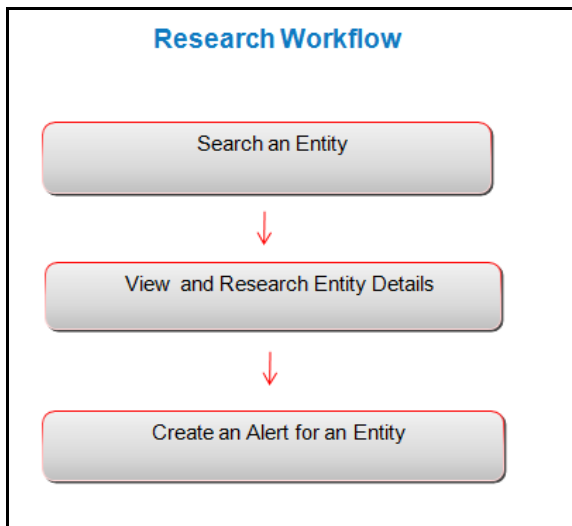 Research Workflow
Search an Entity
View and Research Entity Details
Create an Alert for an Entity